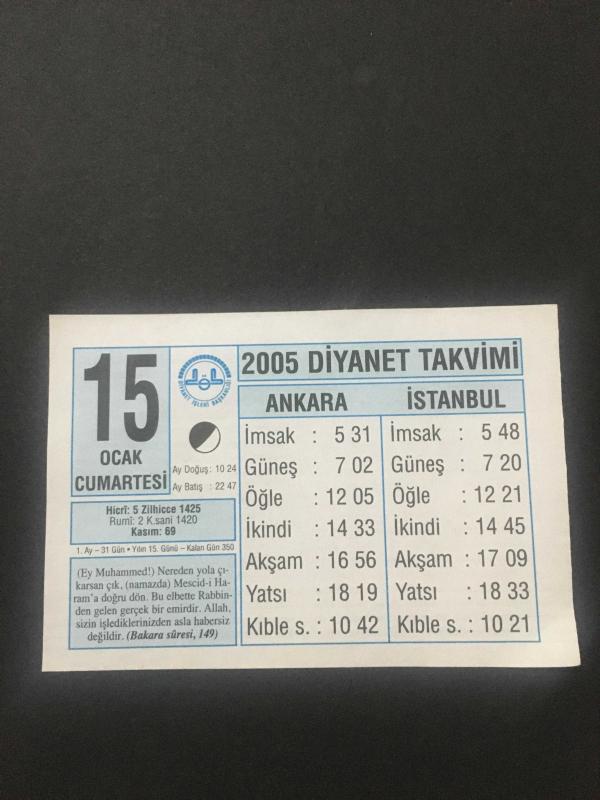 15
OCAK
CUMARTESİ
DİYANET İŞLERİ BAŞKANLIĞI
Ay Doğuş : 10 24
Ay Batış : 22 47
Hicrî: 5 Zilhicce 1425
Rumî: 2 K.sani 1420
Kasım: 69
1. Ay – 31 Gün • Yılın 15. Günü – Kalan Gün 350
(Ey Muhammed!) Nereden yola çı-
karsan çık, (namazda) Mescid-i Ha-
ram'a doğru dön. Bu elbette Rabbin-
den gelen gerçek bir emirdir. Allah,
sizin işlediklerinizden asla habersiz
değildir. (Bakara sûresi, 149)
2005 DİYANET TAKVİMİ
ANKARA
İmsak : 5 31
Güneş : 7 02
Öğle : 12 05
İkindi : 14 33
Akşam : 16 56
Yatsı : 18 19
Kıble s. : 10 42
İSTANBUL
İmsak : 5 48
Güneş : 7 20
Öğle : 12 21
İkindi : 14 45
Akşam : 17 09
Yatsı : 18 33
Kıble s. : 10 21